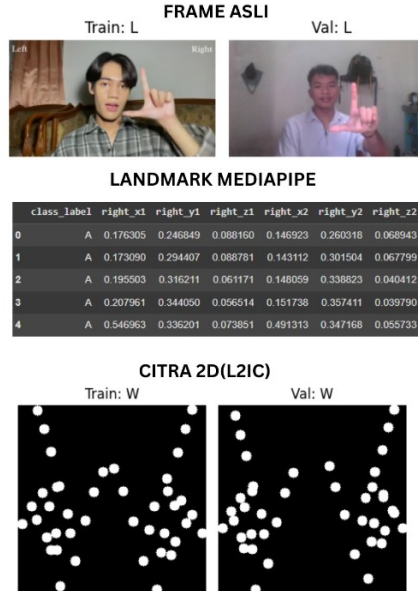 FRAME ASLI
Train: L
Val: L
Left
Right
LANDMARK MEDIAPIPE
class_label right_x1 right_y1 right_z1 right_x2 right_y2 right_z2
0 A 0.176305 0.246849 0.088160 0.146923 0.260318 0.068943
1 A 0.173090 0.294407 0.088781 0.143112 0.301504 0.067799
2 A 0.195503 0.316211 0.061171 0.148059 0.338823 0.040412
3 A 0.207961 0.344050 0.056514 0.151738 0.357411 0.039790
4 A 0.546963 0.336201 0.073851 0.491313 0.347168 0.055733
CITRA 2D(L2IC)
Train: W
Val: W